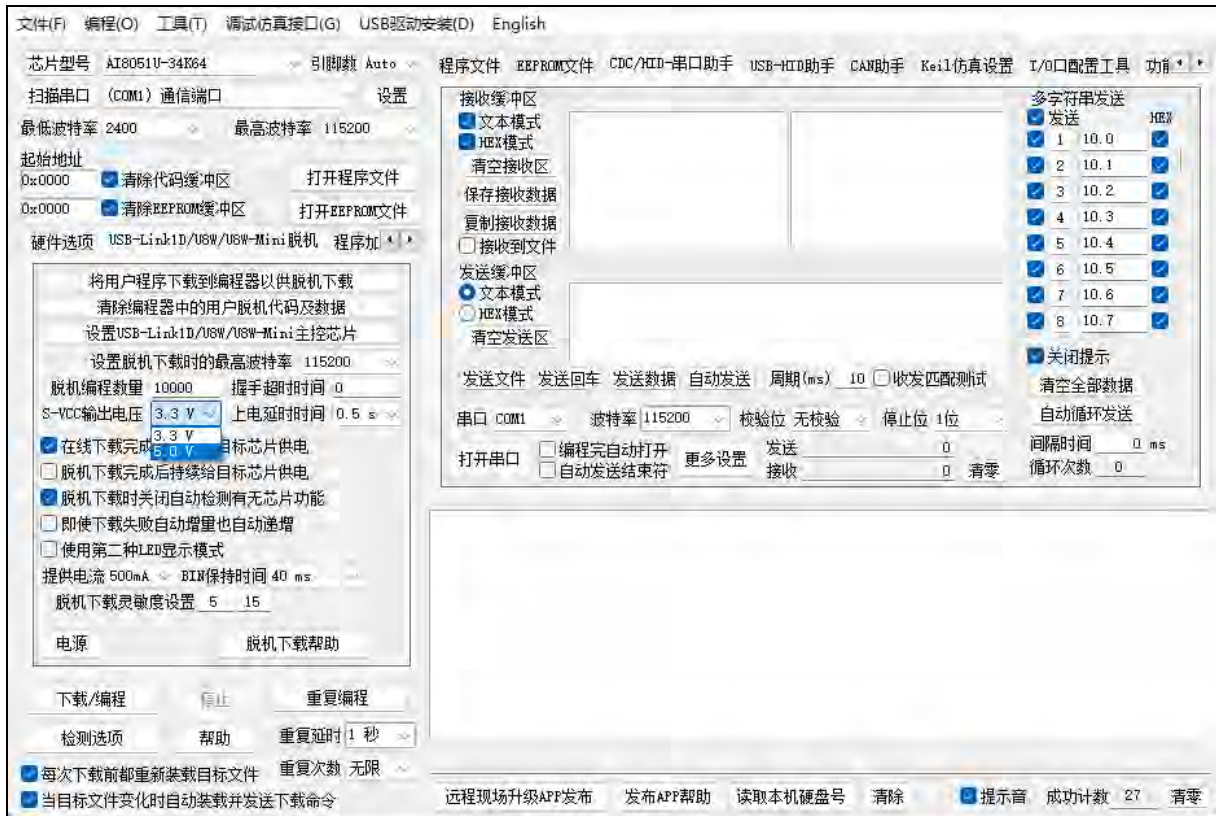 文件(F) 编程(O) 工具(T) 调试仿真接口(G) USB驱动安装(D) English
芯片型号 AI8051U-34K64 引脚数 Auto
扫描串口 (COM1) 通信端口 设置
最低波特率 2400 最高波特率 115200
起始地址
0x0000 清除代码缓冲区 打开程序文件
0x0000 清除EEPROM缓冲区 打开EEPROM文件
硬件选项 USB-Link1D/U8W/U8W-Mini脱机 程序加
将用户程序下载到编程器以供脱机下载
清除编程器中的用户脱机代码及数据
设置USB-Link1D/U8W/U8W-Mini主控芯片
设置脱机下载时的最高波特率 115200
脱机编程数量 10000 握手超时时间 0
S-VCC输出电压 3.3 V 上电延时时间 0.5 s
3.3 V
5.0 V
在线下载完成 目标芯片供电
脱机下载完成后持续给目标芯片供电
脱机下载时关闭自动检测有无芯片功能
即使下载失败自动增量也自动递增
使用第二种LED显示模式
提供电流 500mA BIN保持时间 40 ms
脱机下载灵敏度设置 5 15
电源 脱机下载帮助
下载/编程 停止 重复编程
检测选项 帮助 重复延时 1 秒
每次下载前都重新装载目标文件 重复次数 无限
当目标文件变化时自动装载并发送下载命令
程序文件 EEPROM文件 CDC/HID-串口助手 USB-HID助手 CAN助手 Keil仿真设置 I/O口配置工具
接收缓冲区
文本模式
HEX模式
清空接收区
保存接收数据
复制接收数据
接收到文件
发送缓冲区
文本模式
HEX模式
清空发送区
多字符串发送
发送 HEX
1 10.0
2 10.1
3 10.2
4 10.3
5 10.4
6 10.5
7 10.6
8 10.7
关闭提示
清空全部数据
自动循环发送
间隔时间 0 ms
循环次数 0
发送文件 发送回车 发送数据 自动发送 周期(ms) 10 收发匹配测试
串口 COM1 波特率 115200 校验位 无校验 停止位 1位
打开串口 编程完自动打开 更多设置 发送 0
自动发送结束符 接收 0 清零
远程现场升级APP发布 发布APP帮助 读取本机硬盘号 清除 提示音 成功计数 27 清零